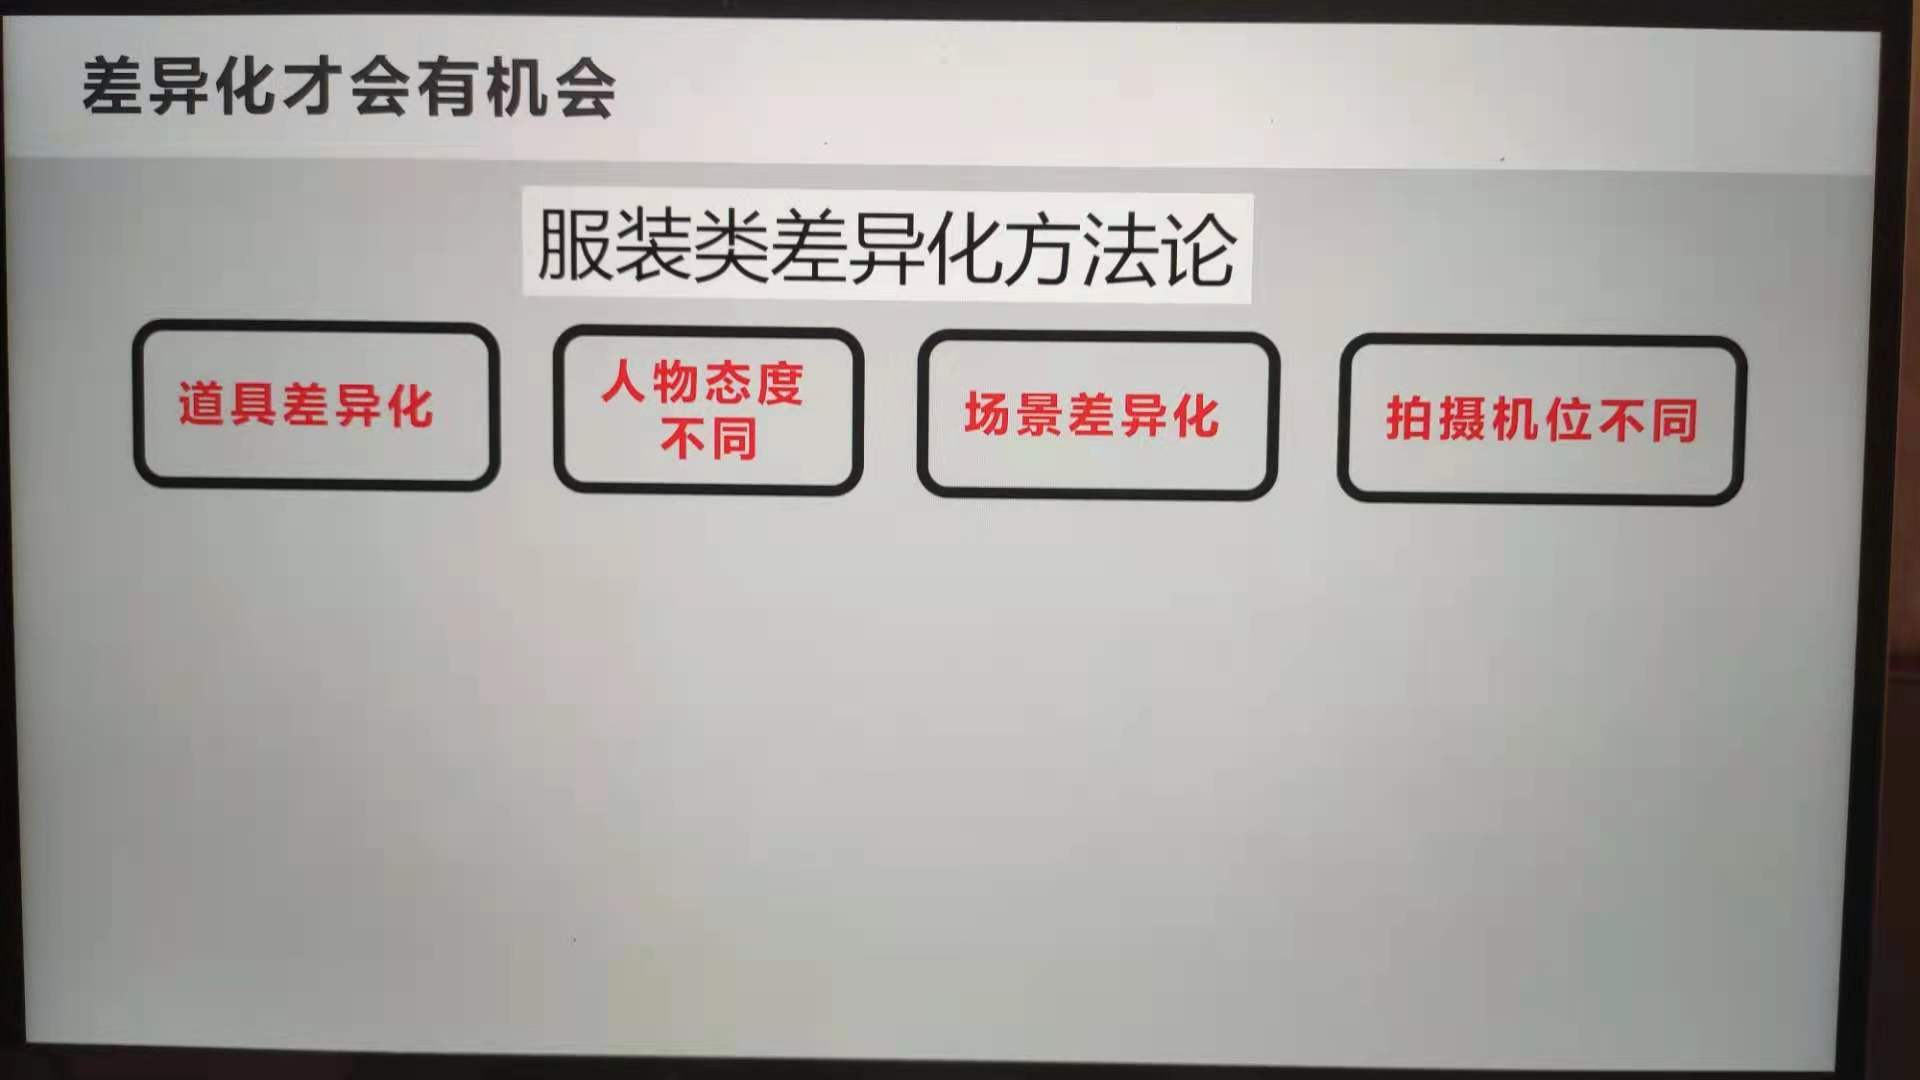 差异化才会有机会
服装类差异化方法论
道具差异化
人物态度
不同
场景差异化
拍摄机位不同